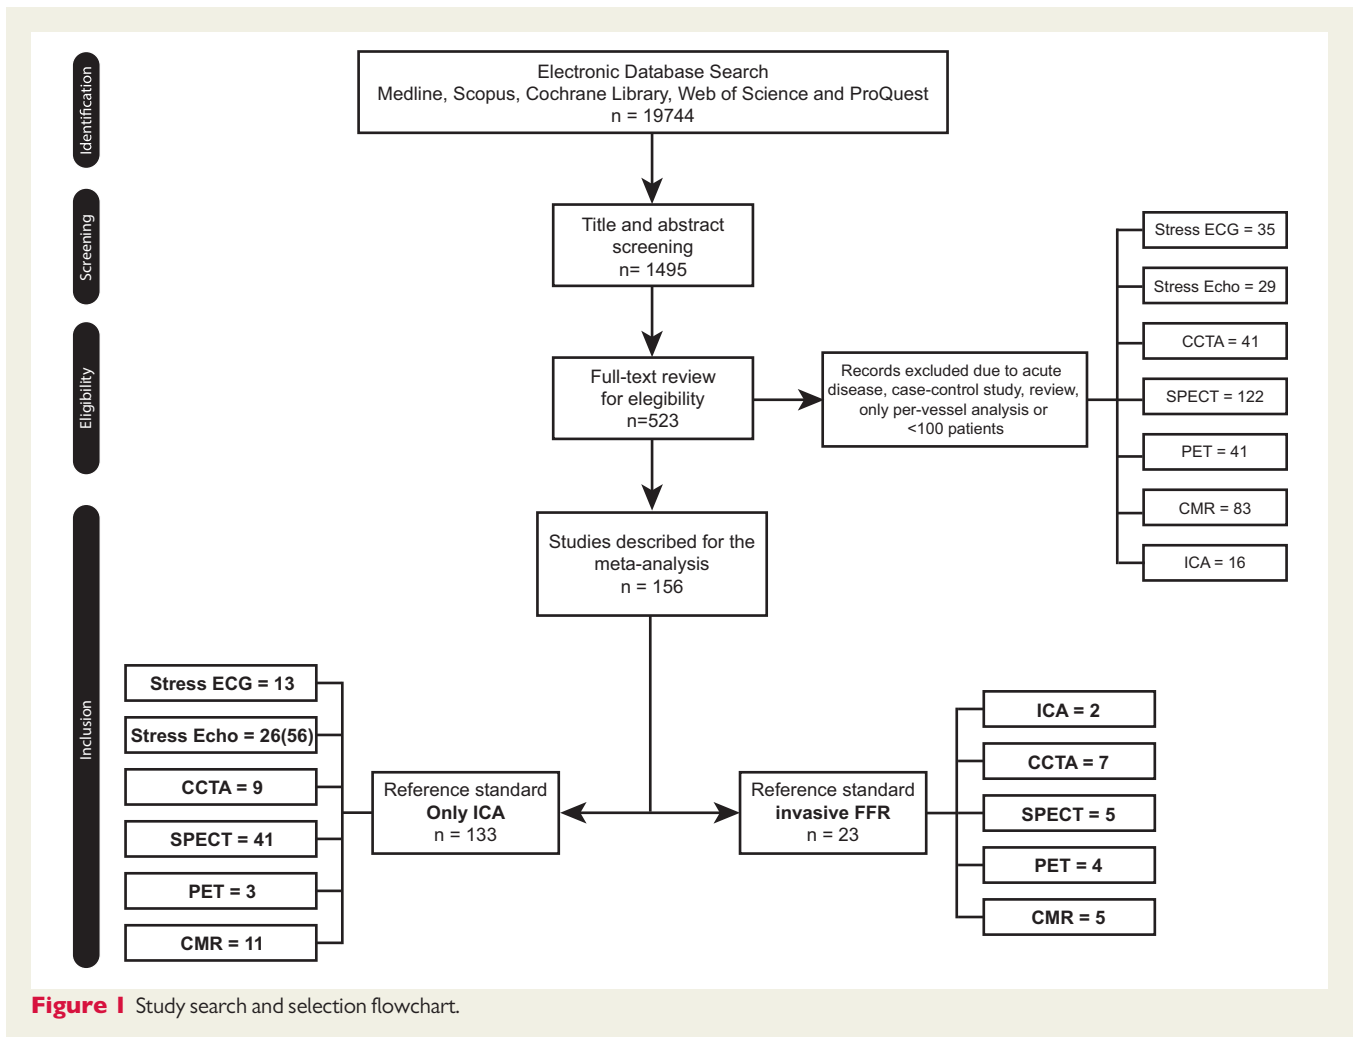 Identification
Electronic Database Search
Medline, Scopus, Cochrane Library, Web of Science and ProQuest
n = 19744
Screening
Title and abstract
screening
n= 1495
Eligibility
Full-text review
for elegibility
n=523
Records excluded due to acute
disease, case-control study, review,
only per-vessel analysis or
<100 patients
Stress ECG = 35
Stress Echo = 29
CCTA = 41
SPECT = 122
PET = 41
CMR = 83
ICA = 16
Inclusion
Studies described for the
meta-analysis
n = 156
Reference standard
Only ICA
n = 133
Stress ECG = 13
Stress Echo = 26(56)
CCTA = 9
SPECT = 41
PET = 3
CMR = 11
Reference standard
invasive FFR
n = 23
ICA = 2
CCTA = 7
SPECT = 5
PET = 4
CMR = 5
Figure 1 Study search and selection flowchart.